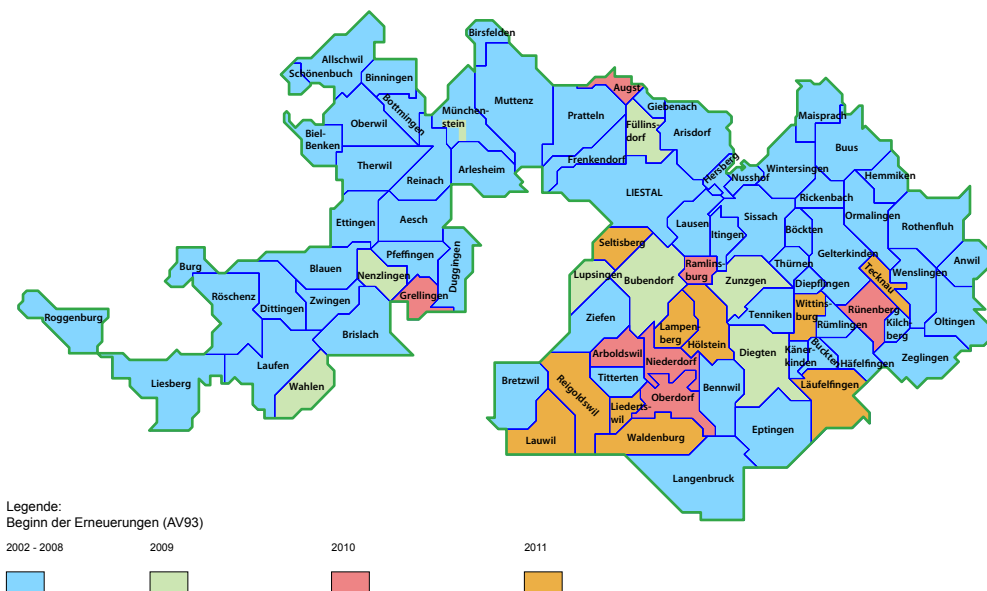 Birsfelden
Allschwil
Schönenbuch
Binningen
Augst
Muttenz
Bottmingen
München-
stein
Giebenach
Pratteln
Maisprach
Oberwil
Füllins-
dorf
Arisdorf
Biel-
Benken
Buus
Therwil
Frenkendorf
Arlesheim
Hersberg
Wintersingen
Nusshof
Hemmiken
Reinach
LIESTAL
Rickenbach
Ettingen
Aesch
Lausen
Sissach
Ormalingen
Itingen
Böckten
Rothenfluh
Seltisberg
Pfeffingen
Duggingen
Gelterkinden
Burg
Blauen
Nenzlingen
Lupsingen
Bubendorf
Ramlins-
burg
Zunzgen
Thürnen
Tecknau
Wenslingen
Anwil
Diepflingen
Röschenz
Zwingen
Grellingen
Dittingen
Wittins-
burg
Rünenberg
Roggenburg
Ziefen
Tenniken
Rümlingen
Kilch-
berg
Oltingen
Brislach
Lampen-
berg
Hölstein
Arboldswil
Niederdorf
Diegten
Käner-
kinden
Buckten
Häfelfingen
Zeglingen
Laufen
Liesberg
Wahlen
Bretzwil
Reigoldswil
Titterten
Bennwil
Läufelfingen
Oberdorf
Liederts-
wil
Lauwil
Waldenburg
Eptingen
Langenbruck
Legende:
Beginn der Erneuerungen (AV93)
2002 - 2008
2009
2010
2011